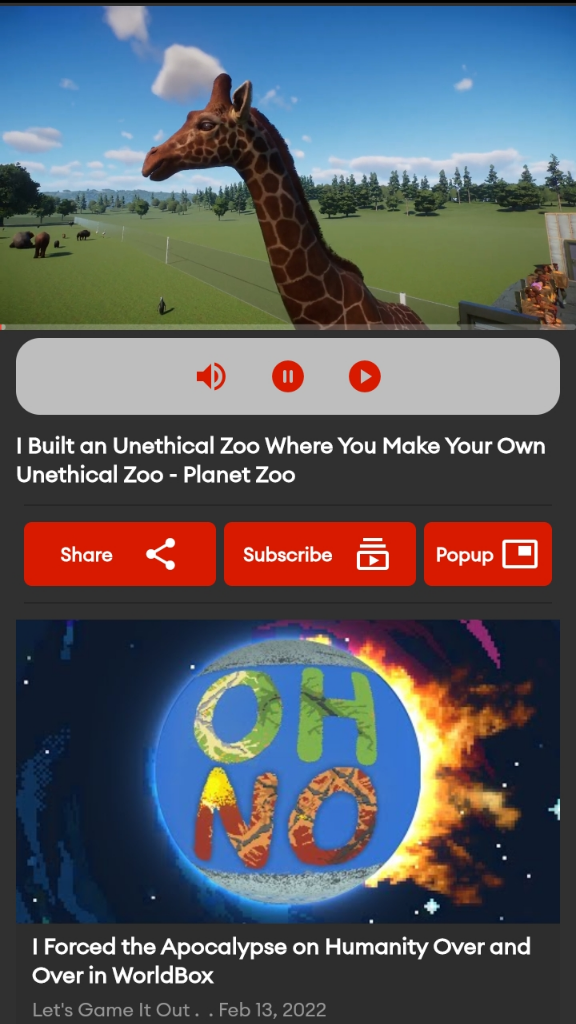 I Built an Unethical Zoo Where You Make Your Own
Unethical Zoo - Planet Zoo
Share
Subscribe
Popup
OH
NO
I Forced the Apocalypse on Humanity Over and
Over in WorldBox
Let's Game It Out . . Feb 13, 2022